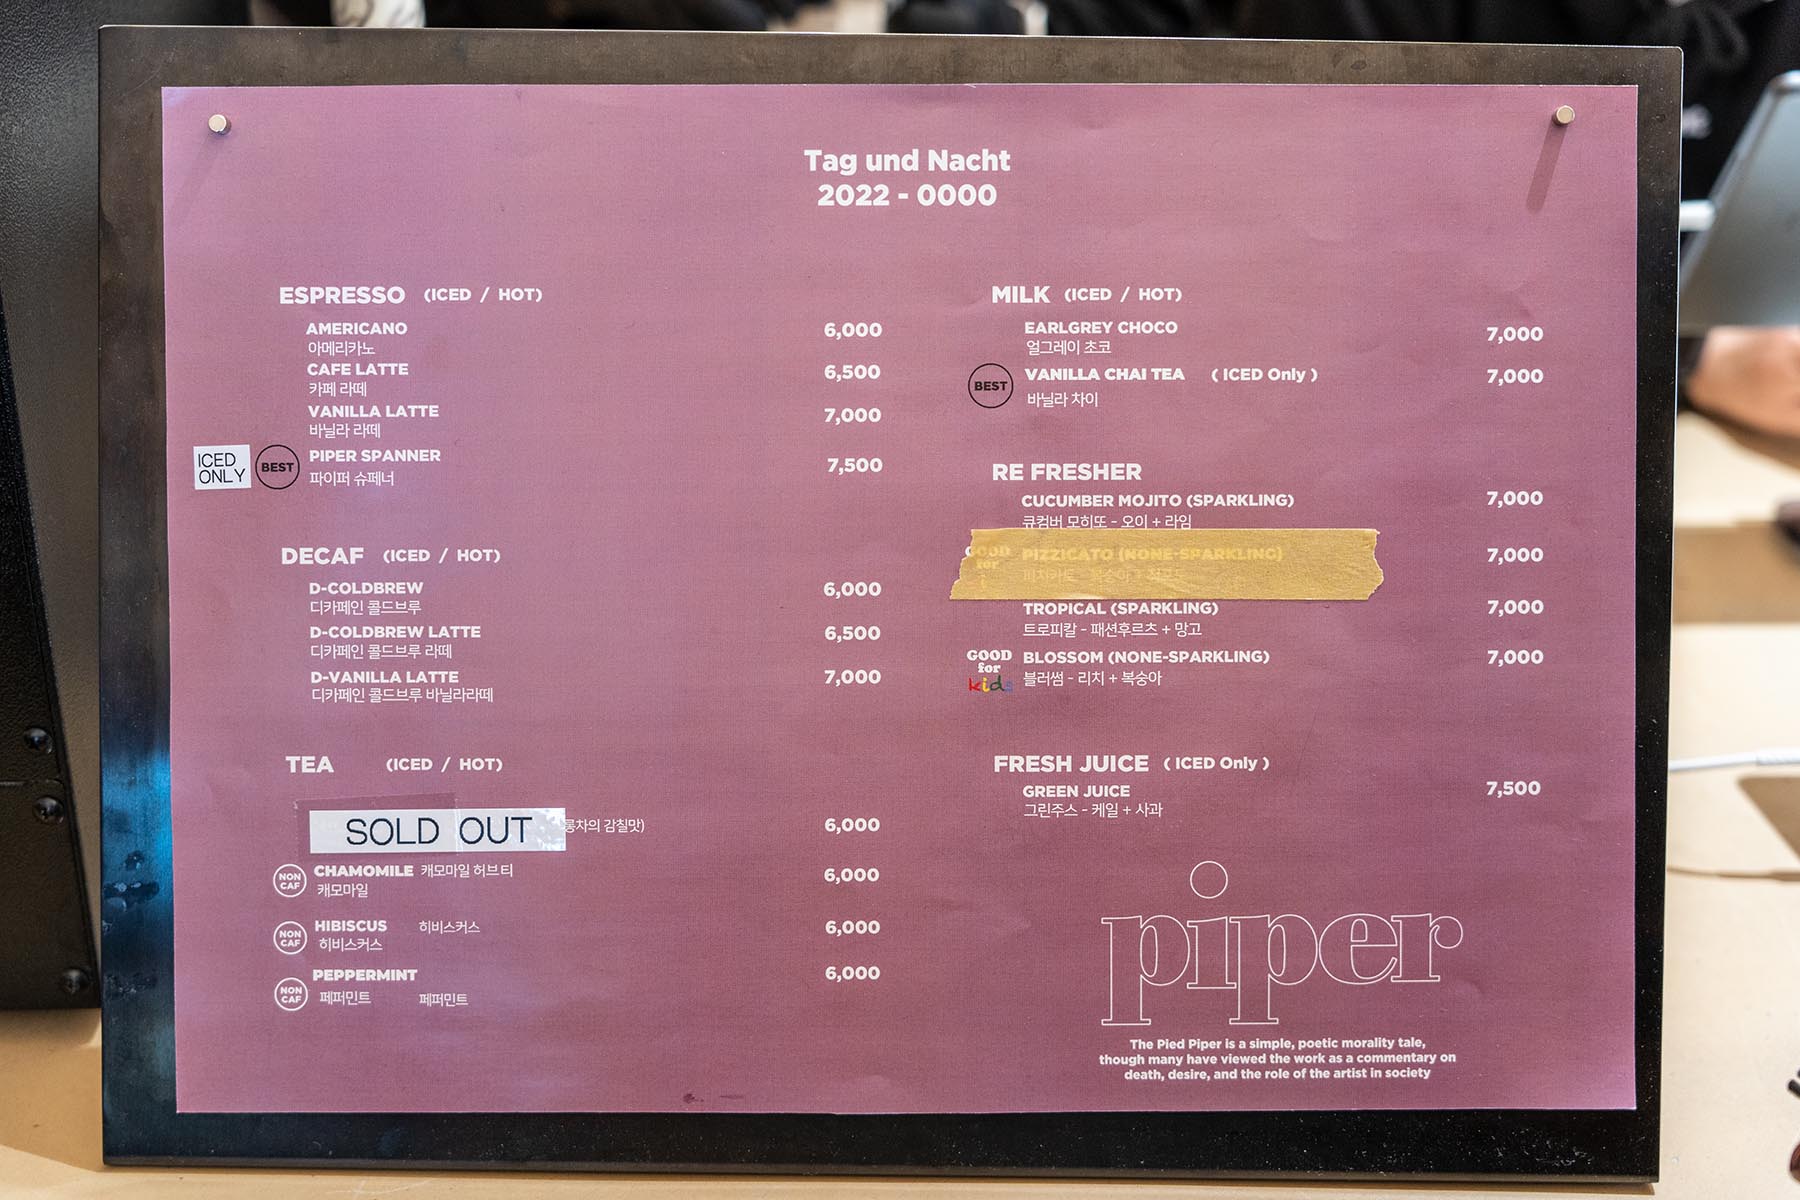 Tag und Nacht
2022 - 0000
ESPRESSO (ICED / HOT)
AMERICANO 6,000
아메리카노
CAFE LATTE 6,500
카페 라떼
VANILLA LATTE 7,000
바닐라 라떼
ICED ONLY BEST PIPER SPANNER 7,500
파이퍼 슈페너
DECAF (ICED / HOT)
D-COLDBREW 6,000
디카페인 콜드브루
D-COLDBREW LATTE 6,500
디카페인 콜드브루 라떼
D-VANILLA LATTE 7,000
디카페인 콜드브루 바닐라라떼
TEA (ICED / HOT)
SOLD OUT 롱차의 감칠맛) 6,000
NON CAF CHAMOMILE 캐모마일 허브티 6,000
캐모마일
NON CAF HIBISCUS 히비스커스 6,000
히비스커스
NON CAF PEPPERMINT 6,000
페퍼민트 페퍼민트
MILK (ICED / HOT)
EARLGREY CHOCO 7,000
얼그레이 초코
BEST VANILLA CHAI TEA ( ICED Only ) 7,000
바닐라 차이
RE FRESHER
CUCUMBER MOJITO (SPARKLING) 7,000
큐컴버 모히또 - 오이 + 라임
GOOD for PIZZICATO (NONE-SPARKLING) 7,000
TROPICAL (SPARKLING) 7,000
트로피칼 - 패션후르츠 + 망고
GOOD for kids BLOSSOM (NONE-SPARKLING) 7,000
블러썸 - 리치 + 복숭아
FRESH JUICE ( ICED Only )
GREEN JUICE 7,500
그린주스 - 케일 + 사과
piper
The Pied Piper is a simple, poetic morality tale,
though many have viewed the work as a commentary on
death, desire, and the role of the artist in society